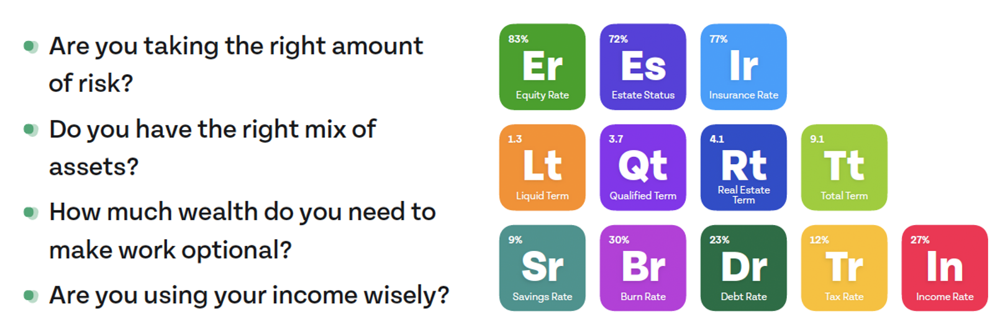 Are you taking the right amount
of risk?
Do you have the right mix of
assets?
How much wealth do you need to
make work optional?
Are you using your income wisely?
83%
Er
Equity Rate
72%
Es
Estate Status
77%
Ir
Insurance Rate
1.3
Lt
Liquid Term
3.7
Qt
Qualified Term
4.1
Rt
Real Estate
Term
9.1
Tt
Total Term
9%
Sr
Savings Rate
30%
Br
Burn Rate
23%
Dr
Debt Rate
12%
Tr
Tax Rate
27%
In
Income Rate